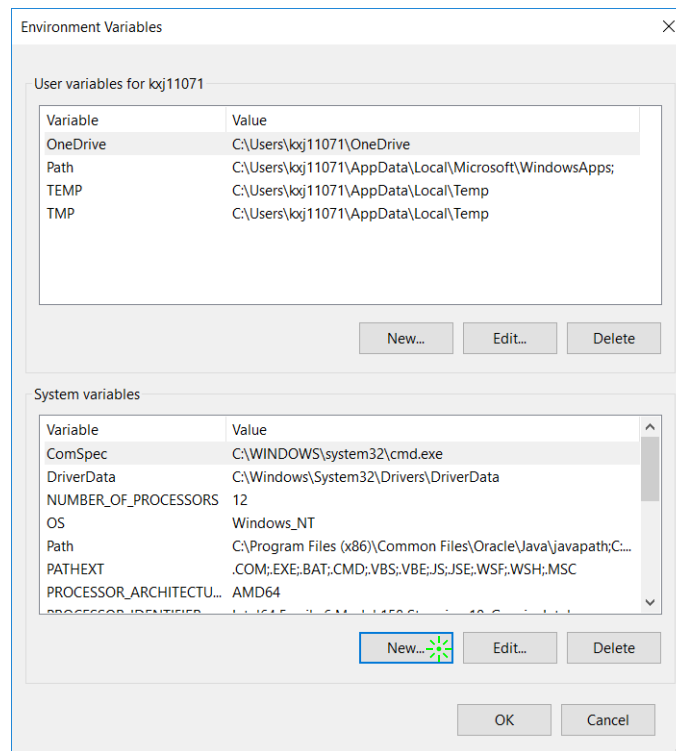 Environment Variables
User variables for kxj11071
Variable Value
OneDrive C:\Users\kxj11071\OneDrive
Path C:\Users\kxj11071\AppData\Local\Microsoft\WindowsApps;
TEMP C:\Users\kxj11071\AppData\Local\Temp
TMP C:\Users\kxj11071\AppData\Local\Temp
New... Edit... Delete
System variables
Variable Value
ComSpec C:\WINDOWS\system32\cmd.exe
DriverData C:\Windows\System32\Drivers\DriverData
NUMBER_OF_PROCESSORS 12
OS Windows_NT
Path C:\Program Files (x86)\Common Files\Oracle\Java\javapath;C:...
PATHEXT .COM;.EXE;.BAT;.CMD;.VBS;.VBE;.JS;.JSE;.WSF;.WSH;.MSC
PROCESSOR_ARCHITECTU... AMD64
New... Edit... Delete
OK Cancel